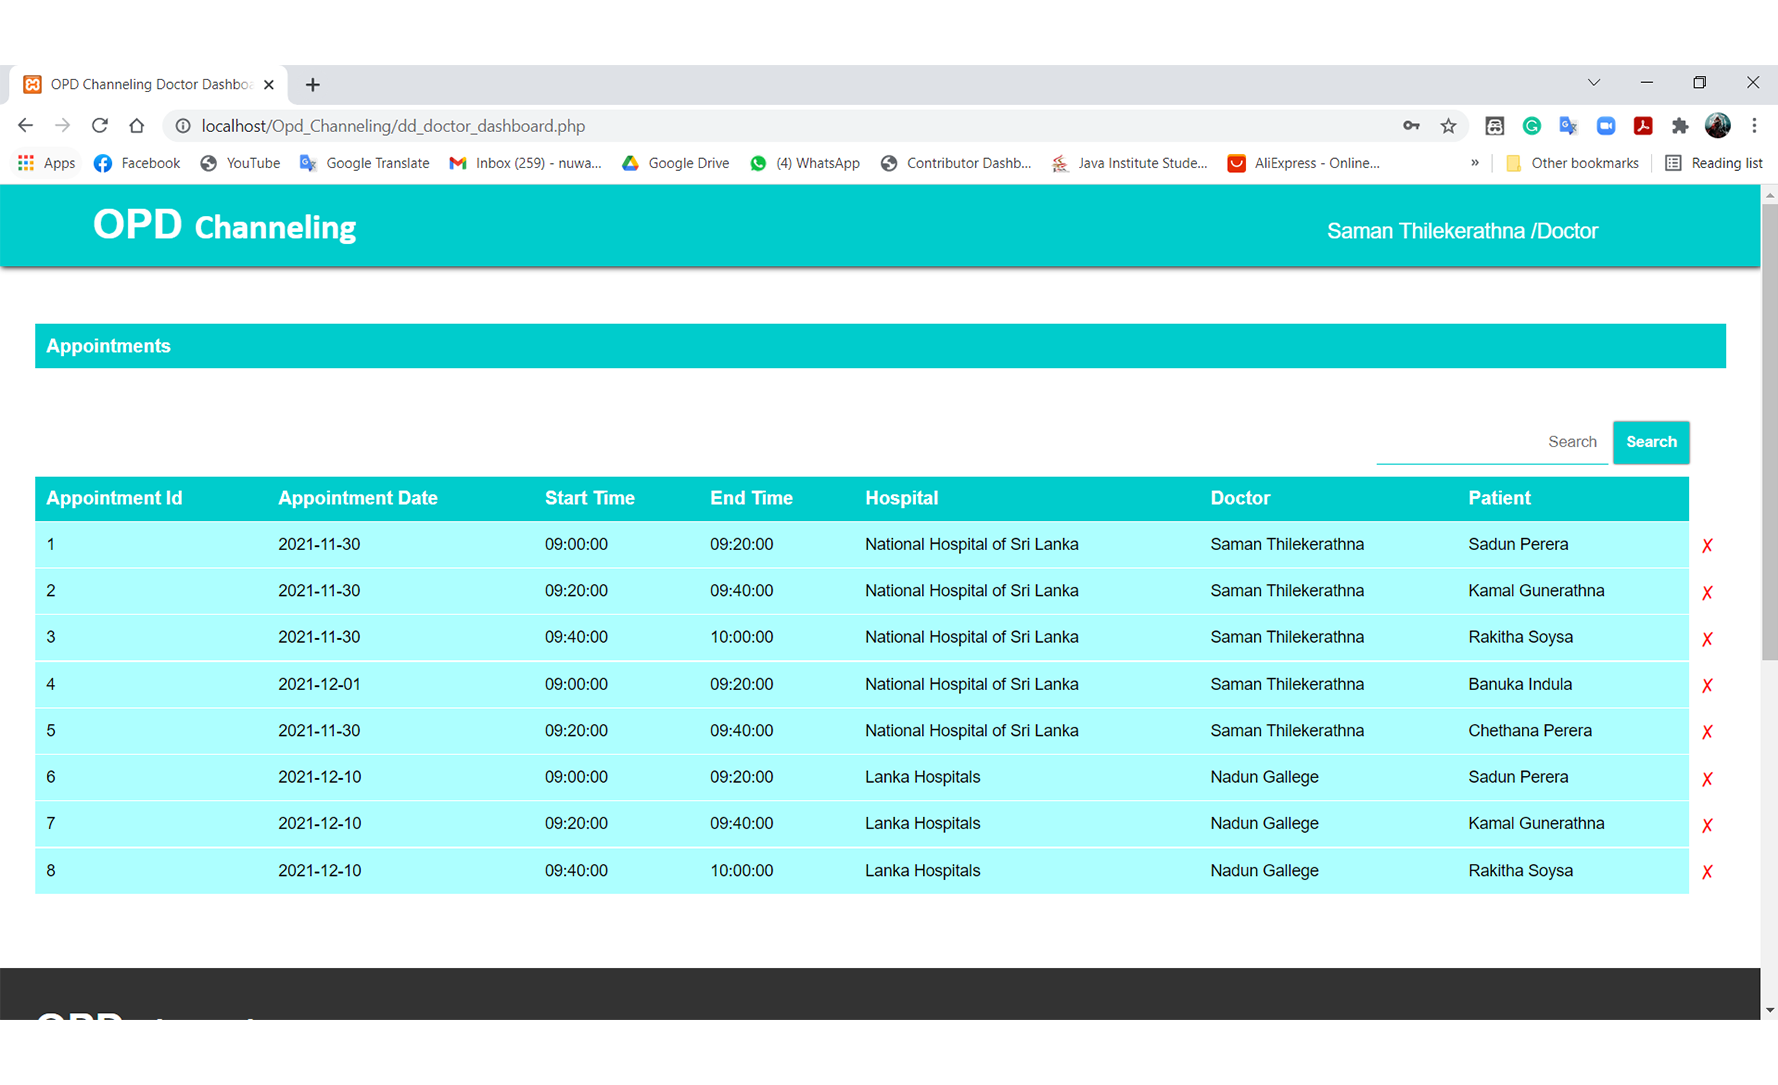 OPD Channeling Doctor Dashbo
localhost/Opd_Channeling/dd_doctor_dashboard.php
Apps Facebook YouTube Google Translate Inbox (259) - nuwa... Google Drive (4) WhatsApp Contributor Dashb... Java Institute Stude... AliExpress - Online... » Other bookmarks Reading list
OPD Channeling Saman Thilekerathna /Doctor
Appointments
Search Search
Appointment Id Appointment Date Start Time End Time Hospital Doctor Patient
1 2021-11-30 09:00:00 09:20:00 National Hospital of Sri Lanka Saman Thilekerathna Sadun Perera ✗
2 2021-11-30 09:20:00 09:40:00 National Hospital of Sri Lanka Saman Thilekerathna Kamal Gunerathna ✗
3 2021-11-30 09:40:00 10:00:00 National Hospital of Sri Lanka Saman Thilekerathna Rakitha Soysa ✗
4 2021-12-01 09:00:00 09:20:00 National Hospital of Sri Lanka Saman Thilekerathna Banuka Indula ✗
5 2021-11-30 09:20:00 09:40:00 National Hospital of Sri Lanka Saman Thilekerathna Chethana Perera ✗
6 2021-12-10 09:00:00 09:20:00 Lanka Hospitals Nadun Gallege Sadun Perera ✗
7 2021-12-10 09:20:00 09:40:00 Lanka Hospitals Nadun Gallege Kamal Gunerathna ✗
8 2021-12-10 09:40:00 10:00:00 Lanka Hospitals Nadun Gallege Rakitha Soysa ✗